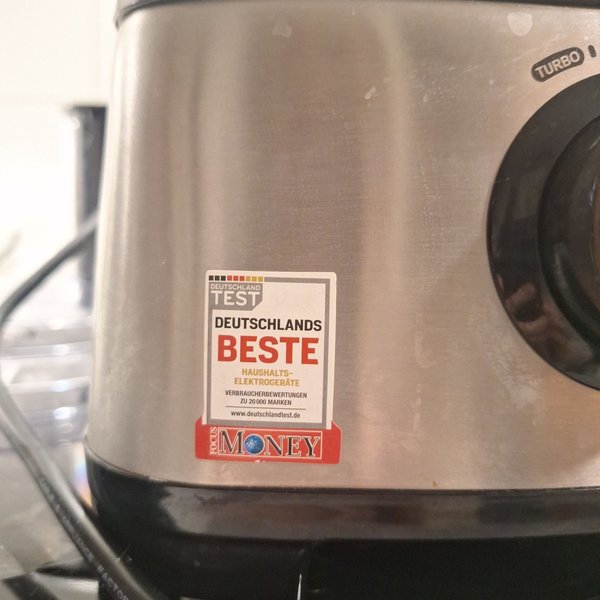 TURBO
DEUTSCHLAND
TEST
DEUTSCHLANDS
BESTE
HAUSHALTS-
ELEKTROGERÄTE
VERBRAUCHERBEWERTUNGEN
ZU 20 000 MARKEN
www.deutschlandtest.de
FOCUS
MONEY